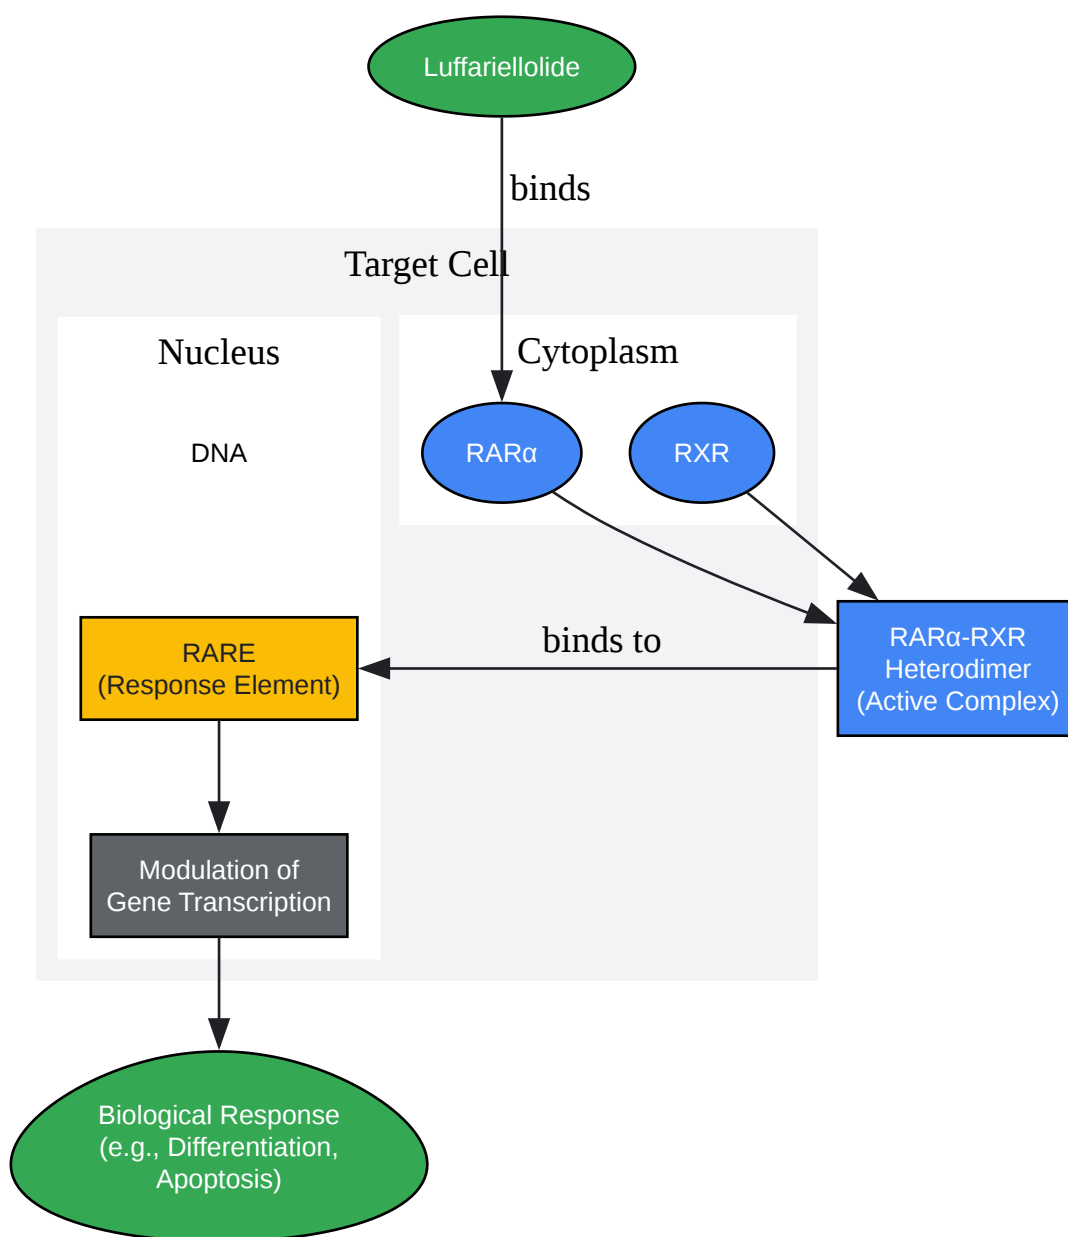 Luffariellolide
binds
Target Cell
Nucleus
Cytoplasm
DNA
RARα
RXR
binds to
RARα-RXR
Heterodimer
(Active Complex)
RARE
(Response Element)
Modulation of
Gene Transcription
Biological Response
(e.g., Differentiation,
Apoptosis)